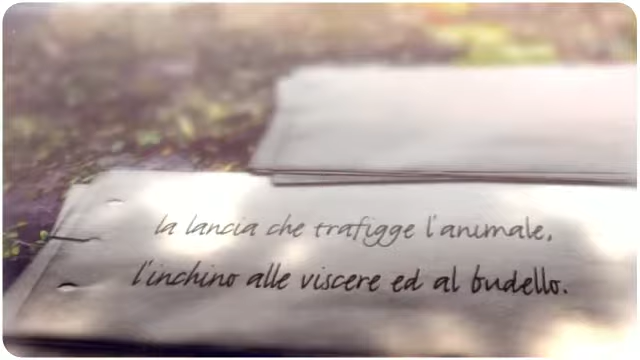 la lancia che trafigge l'animale,
l'inchino alle viscere ed al budello.